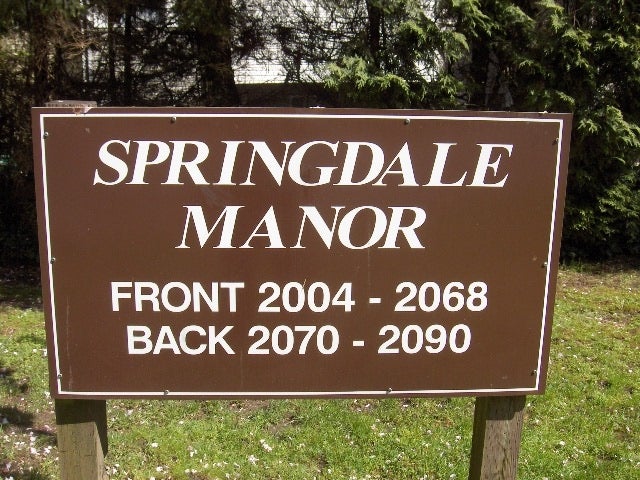 SPRINGDALE
MANOR
FRONT 2004 - 2068
BACK 2070 - 2090